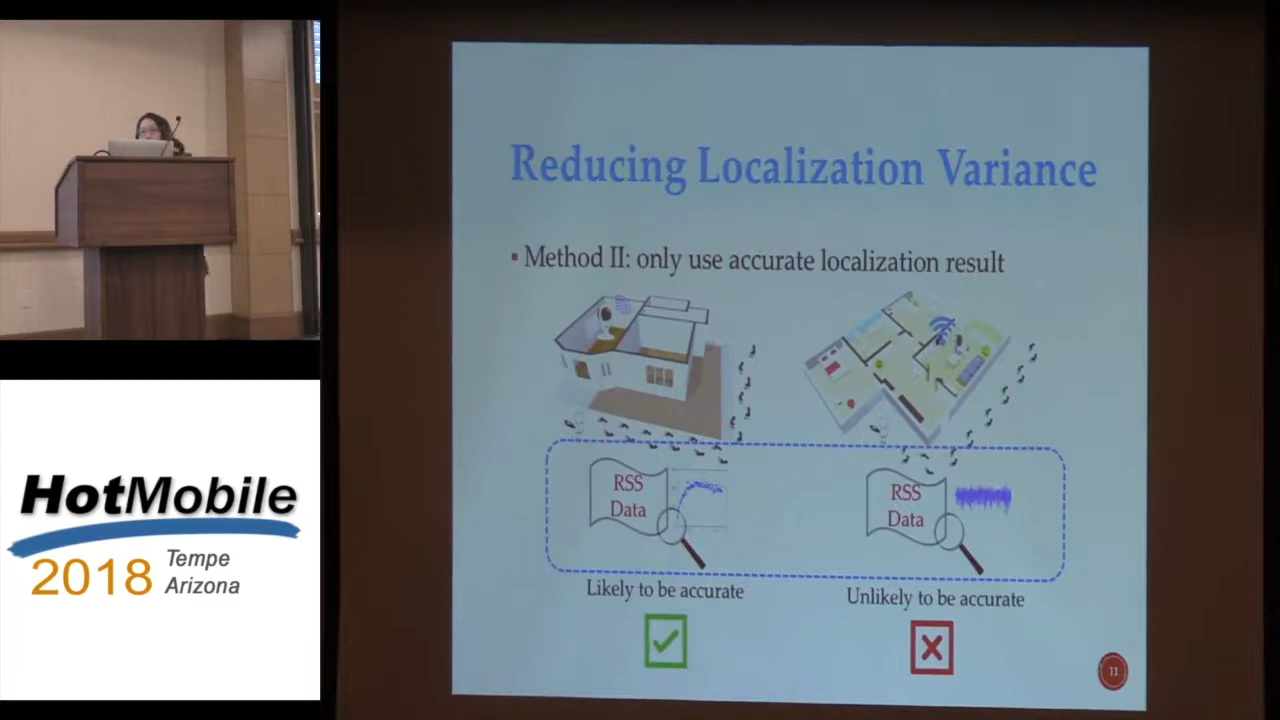 Reducing Localization Variance
▪ Method II: only use accurate localization result
RSS
Data
RSS
Data
Likely to be accurate
Unlikely to be accurate
11
HotMobile
2018
Tempe
Arizona